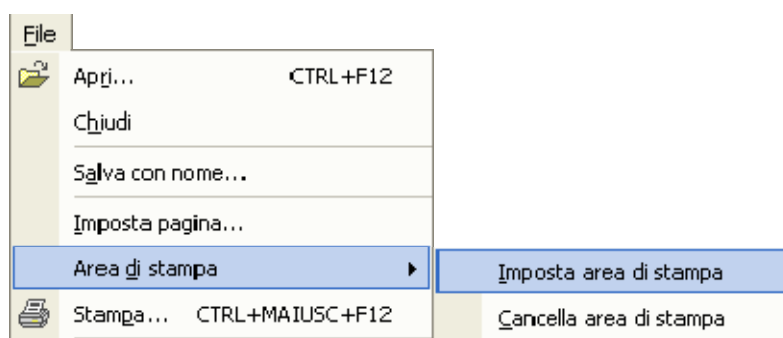 File
Apri... CTRL+F12
Chiudi
Salva con nome...
Imposta pagina...
Area di stampa Imposta area di stampa
Stampa... CTRL+MAIUSC+F12 Cancella area di stampa